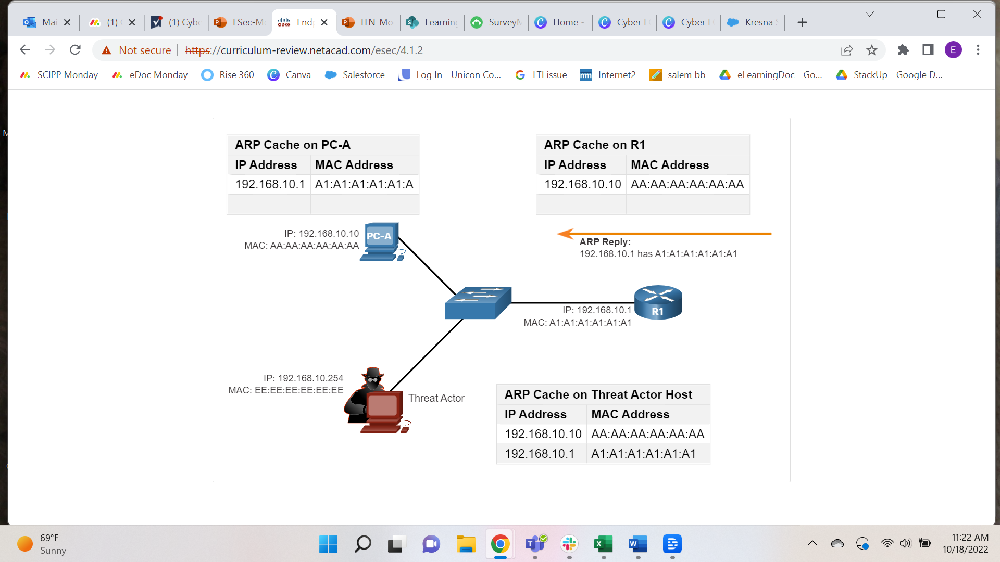 Mai
(1)
(1) Cybe
ESec-M
End
ITN_Mo
Learning
SurveyM
Home -
Cyber E
Cyber E
Kresna S
Not secure
https://curriculum-review.netacad.com/esec/4.1.2
E
SCIPP Monday
eDoc Monday
Rise 360
Canva
Salesforce
Log In - Unicon Co...
LTI issue
Internet2
salem bb
eLearningDoc - Go...
StackUp - Google D...
ARP Cache on PC-A
IP Address MAC Address
192.168.10.1 A1:A1:A1:A1:A1:A
ARP Cache on R1
IP Address MAC Address
192.168.10.10 AA:AA:AA:AA:AA:AA
IP: 192.168.10.10
MAC: AA:AA:AA:AA:AA:AA
PC-A
ARP Reply:
192.168.10.1 has A1:A1:A1:A1:A1:A1
IP: 192.168.10.1
MAC: A1:A1:A1:A1:A1:A1
R1
IP: 192.168.10.254
MAC: EE:EE:EE:EE:EE:EE
Threat Actor
ARP Cache on Threat Actor Host
IP Address MAC Address
192.168.10.10 AA:AA:AA:AA:AA:AA
192.168.10.1 A1:A1:A1:A1:A1:A1
69°F
Sunny
11:22 AM
10/18/2022